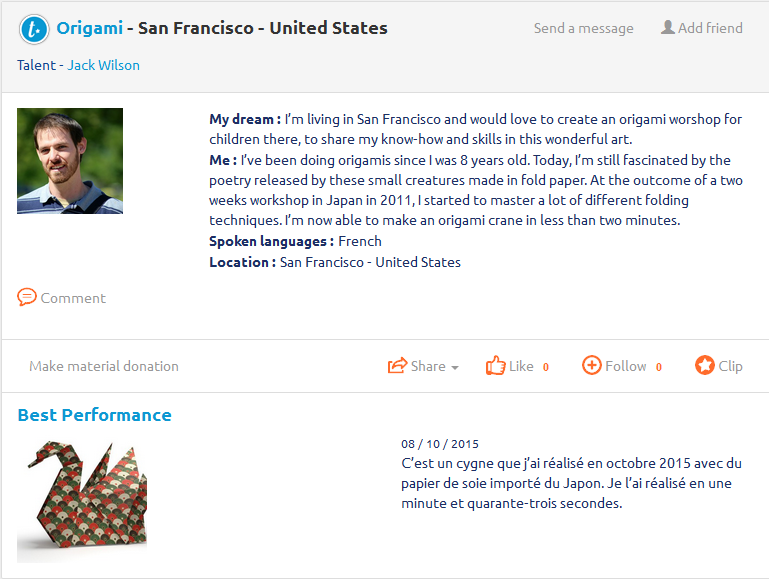 t.
Origami - San Francisco - United States
Send a message
Add friend
Talent - Jack Wilson
My dream : I’m living in San Francisco and would love to create an origami worshop for
children there, to share my know-how and skills in this wonderful art.
Me : I’ve been doing origamis since I was 8 years old. Today, I’m still fascinated by the
poetry released by these small creatures made in fold paper. At the outcome of a two
weeks workshop in Japan in 2011, I started to master a lot of different folding
techniques. I’m now able to make an origami crane in less than two minutes.
Spoken languages : French
Location : San Francisco - United States
Comment
Make material donation
Share
Like 0
Follow 0
Clip
Best Performance
08 / 10 / 2015
C’est un cygne que j’ai réalisé en octobre 2015 avec du
papier de soie importé du Japon. Je l’ai réalisé en une
minute et quarante-trois secondes.